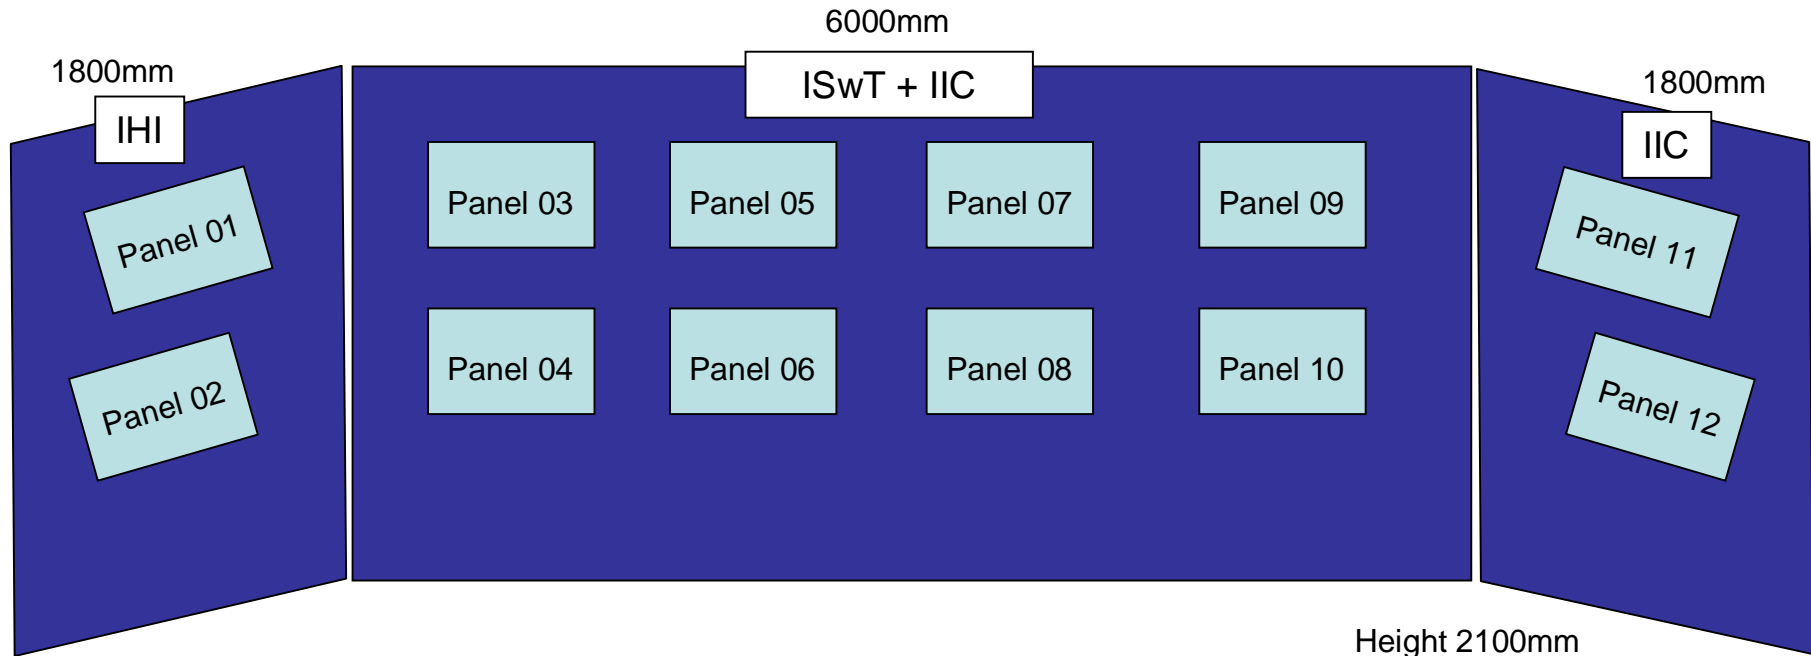 6000mm
1800mm
ISwT + IIC
1800mm
IHI
IIC
Panel 01
Panel 03
Panel 05
Panel 07
Panel 09
Panel 11
Panel 02
Panel 04
Panel 06
Panel 08
Panel 10
Panel 12
Height 2100mm